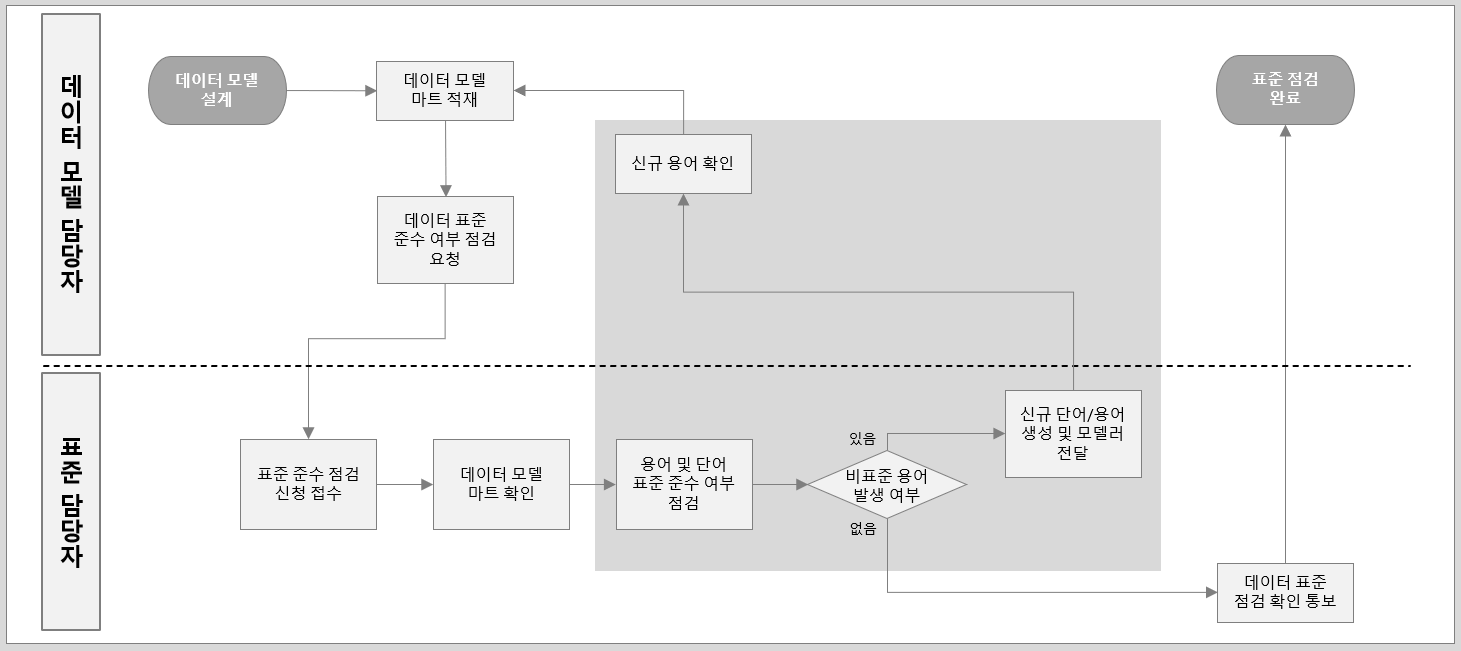 데이터 모델 담당자
데이터 모델
설계
데이터 모델
마트 적재
표준 점검
완료
신규 용어 확인
데이터 표준
준수 여부 점검
요청
표준 담당자
신규 단어/용어
생성 및 모델러
전달
있음
표준 준수 점검
신청 접수
데이터 모델
마트 확인
용어 및 단어
표준 준수 여부
점검
비표준 용어
발생 여부
없음
데이터 표준
점검 확인 통보